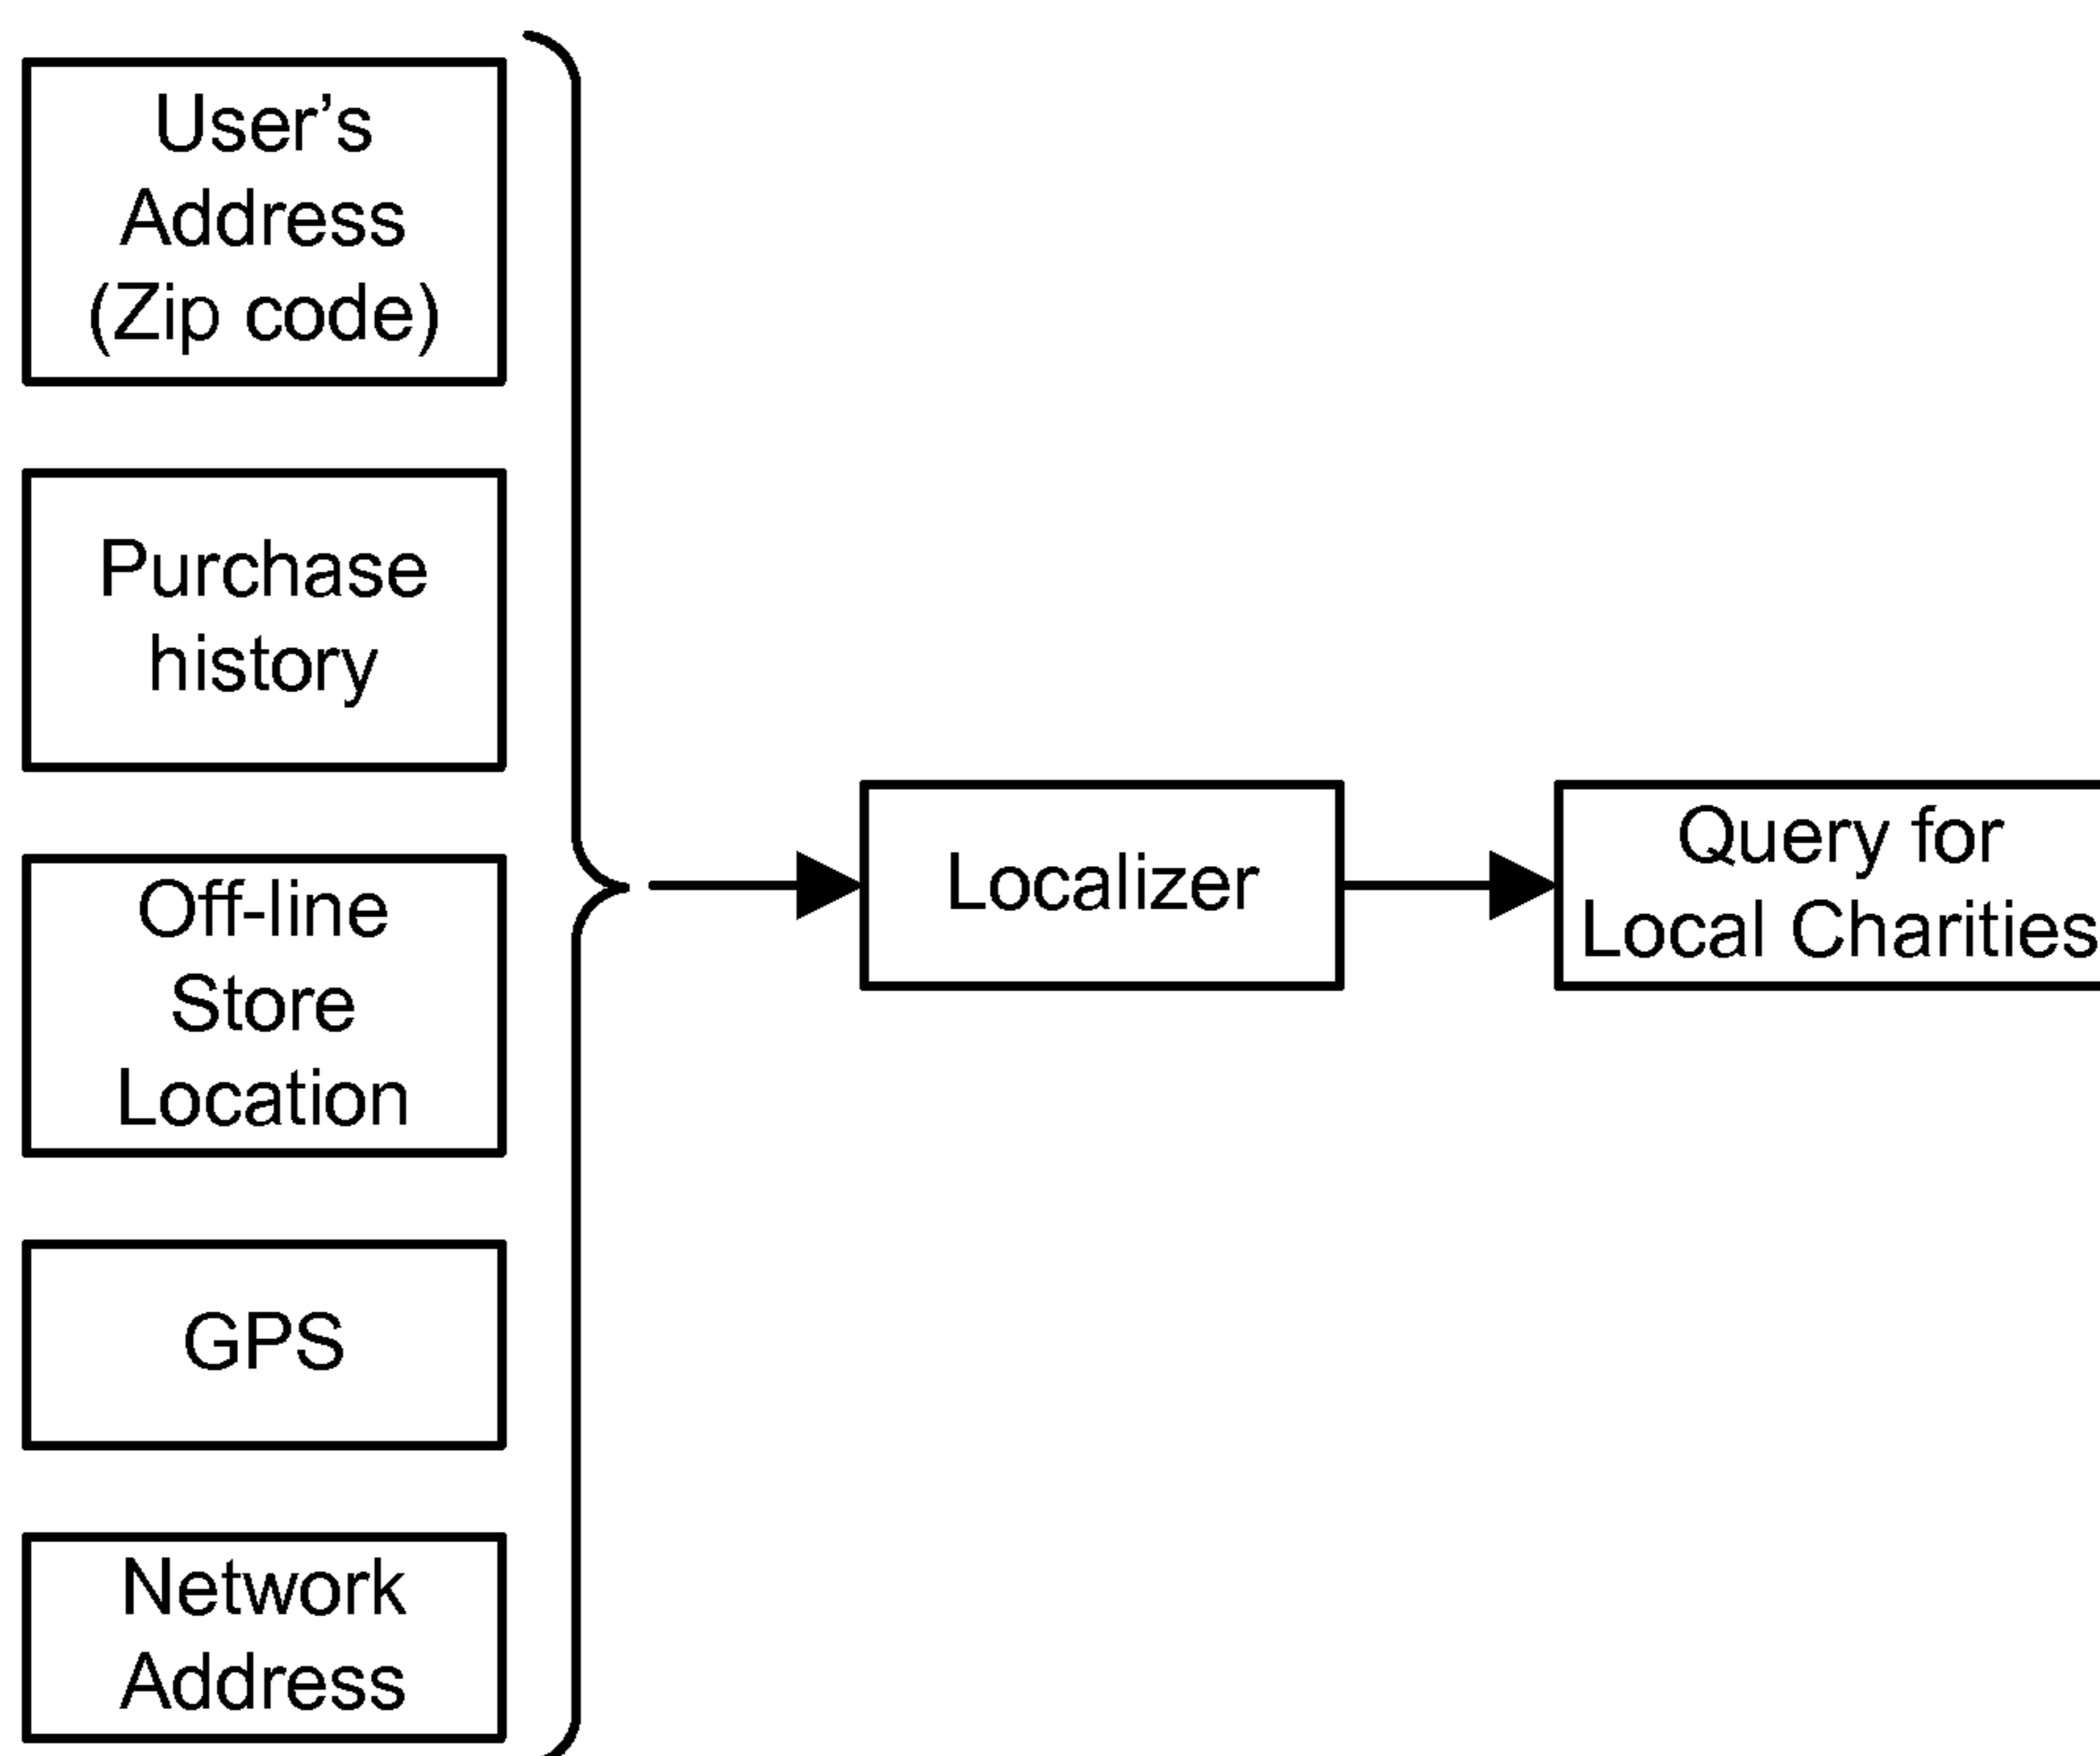 User’s
Address
(Zip code)
Purchase
history
Off-line
Store
Location
GPS
Network
Address
Localizer
Query for
Local Charities